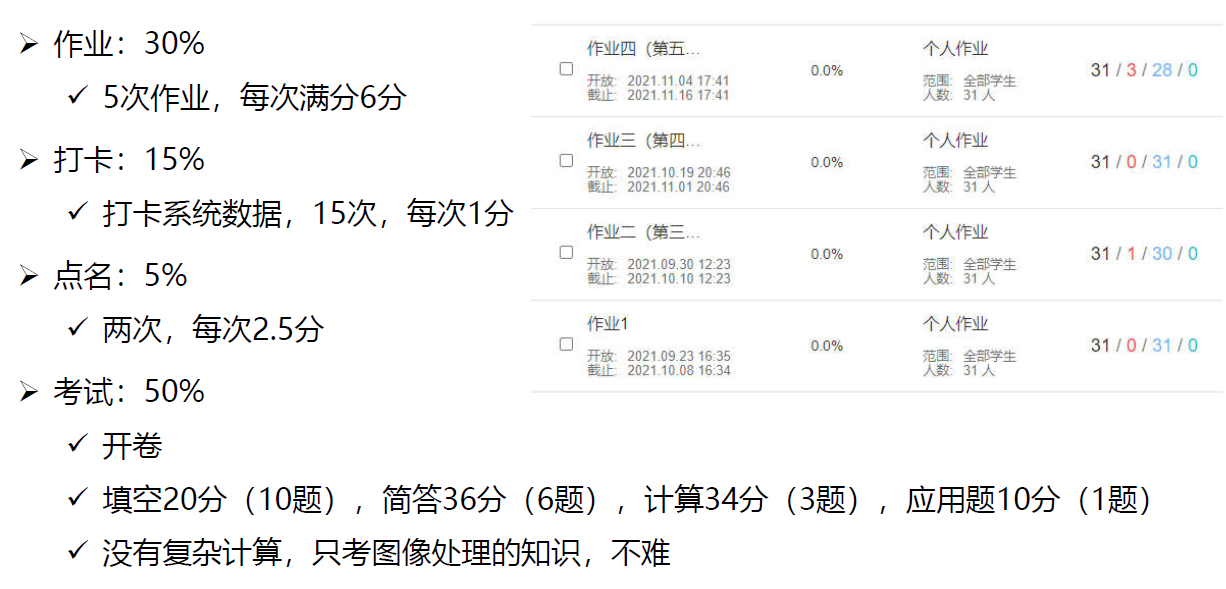 作业：30%
5次作业，每次满分6分
打卡：15%
打卡系统数据，15次，每次1分
点名：5%
两次，每次2.5分
考试：50%
开卷
填空20分（10题），简答36分（6题），计算34分（3题），应用题10分（1题）
没有复杂计算，只考图像处理的知识，不难
作业四（第五...
开放: 2021.11.04 17:41
截止: 2021.11.16 17:41
0.0%
个人作业
范围: 全部学生
人数: 31 人
31 / 3 / 28 / 0
作业三（第四...
开放: 2021.10.19 20:46
截止: 2021.11.01 20:46
0.0%
个人作业
范围: 全部学生
人数: 31 人
31 / 0 / 31 / 0
作业二（第三...
开放: 2021.09.30 12:23
截止: 2021.10.10 12:23
0.0%
个人作业
范围: 全部学生
人数: 31 人
31 / 1 / 30 / 0
作业1
开放: 2021.09.23 16:35
截止: 2021.10.08 16:34
0.0%
个人作业
范围: 全部学生
人数: 31 人
31 / 0 / 31 / 0